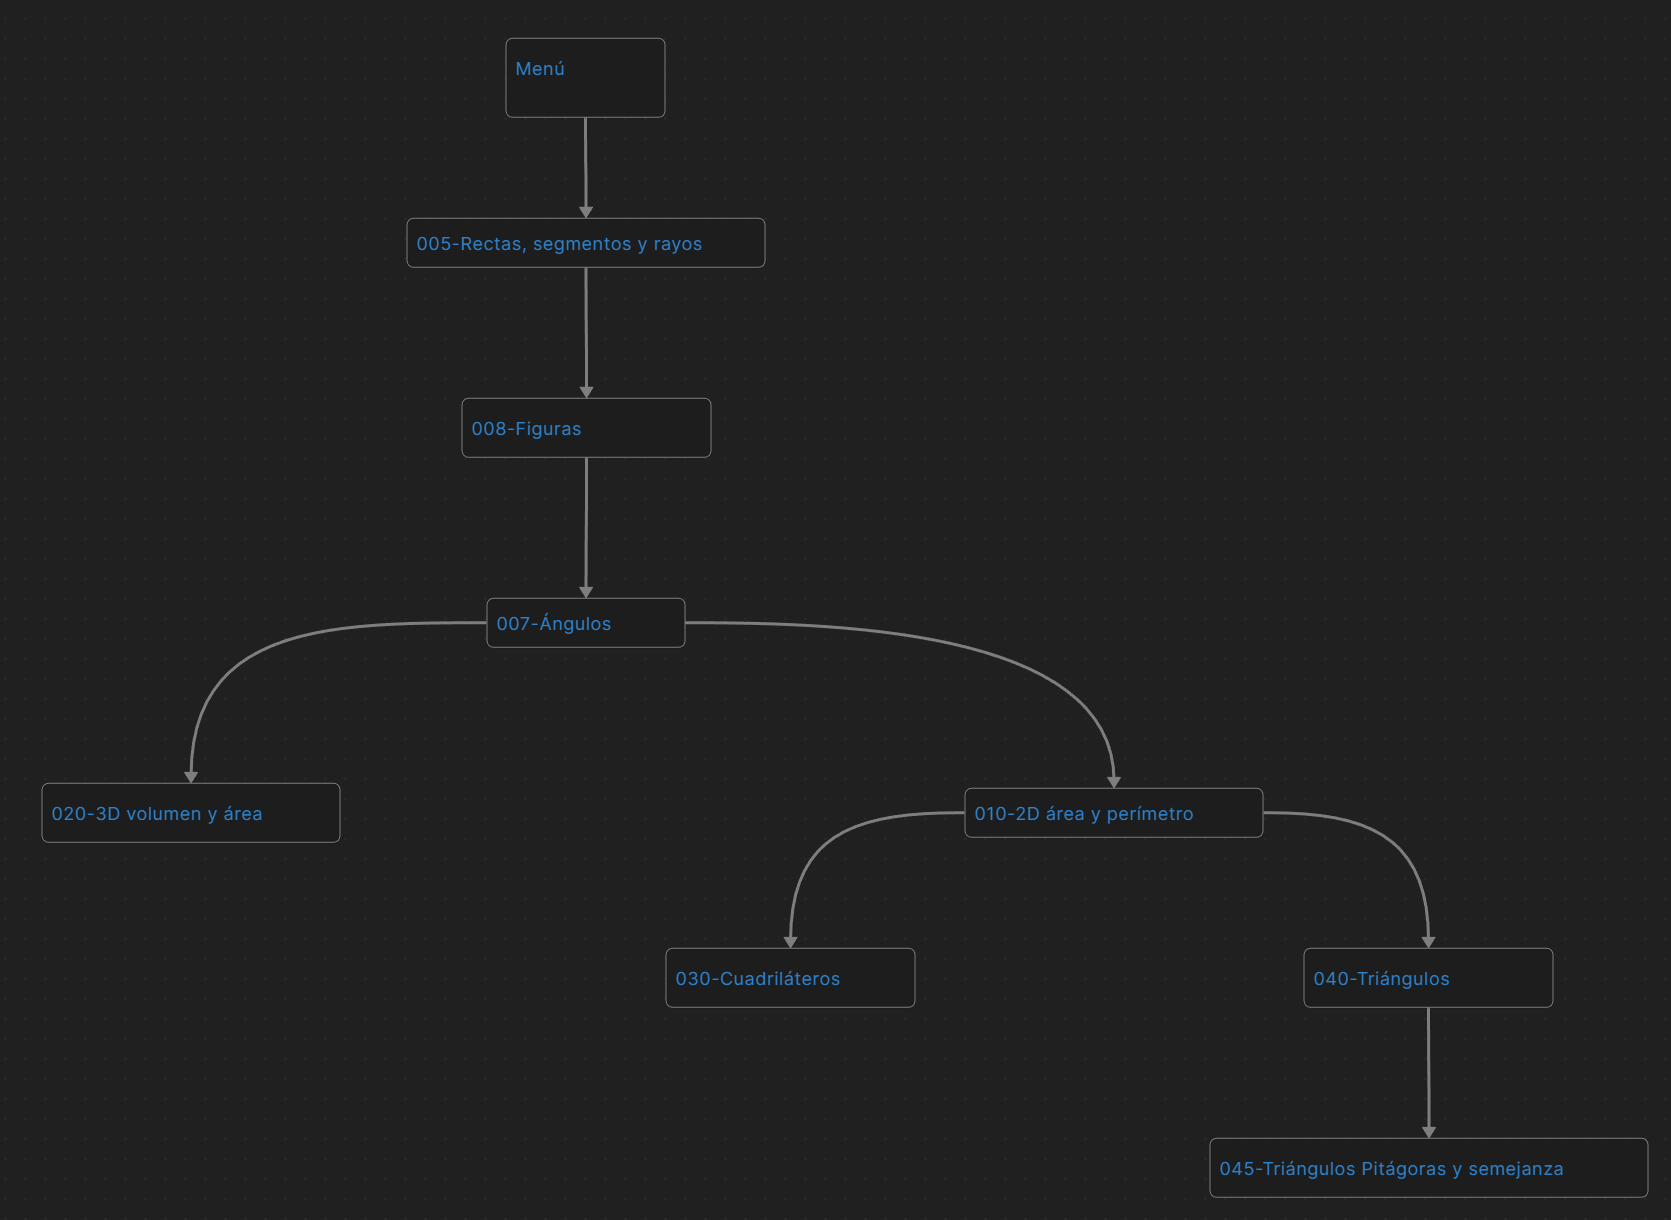 Menú
005-Rectas, segmentos y rayos
008-Figuras
007-Ángulos
020-3D volumen y área
010-2D área y perímetro
030-Cuadriláteros
040-Triángulos
045-Triángulos Pitágoras y semejanza